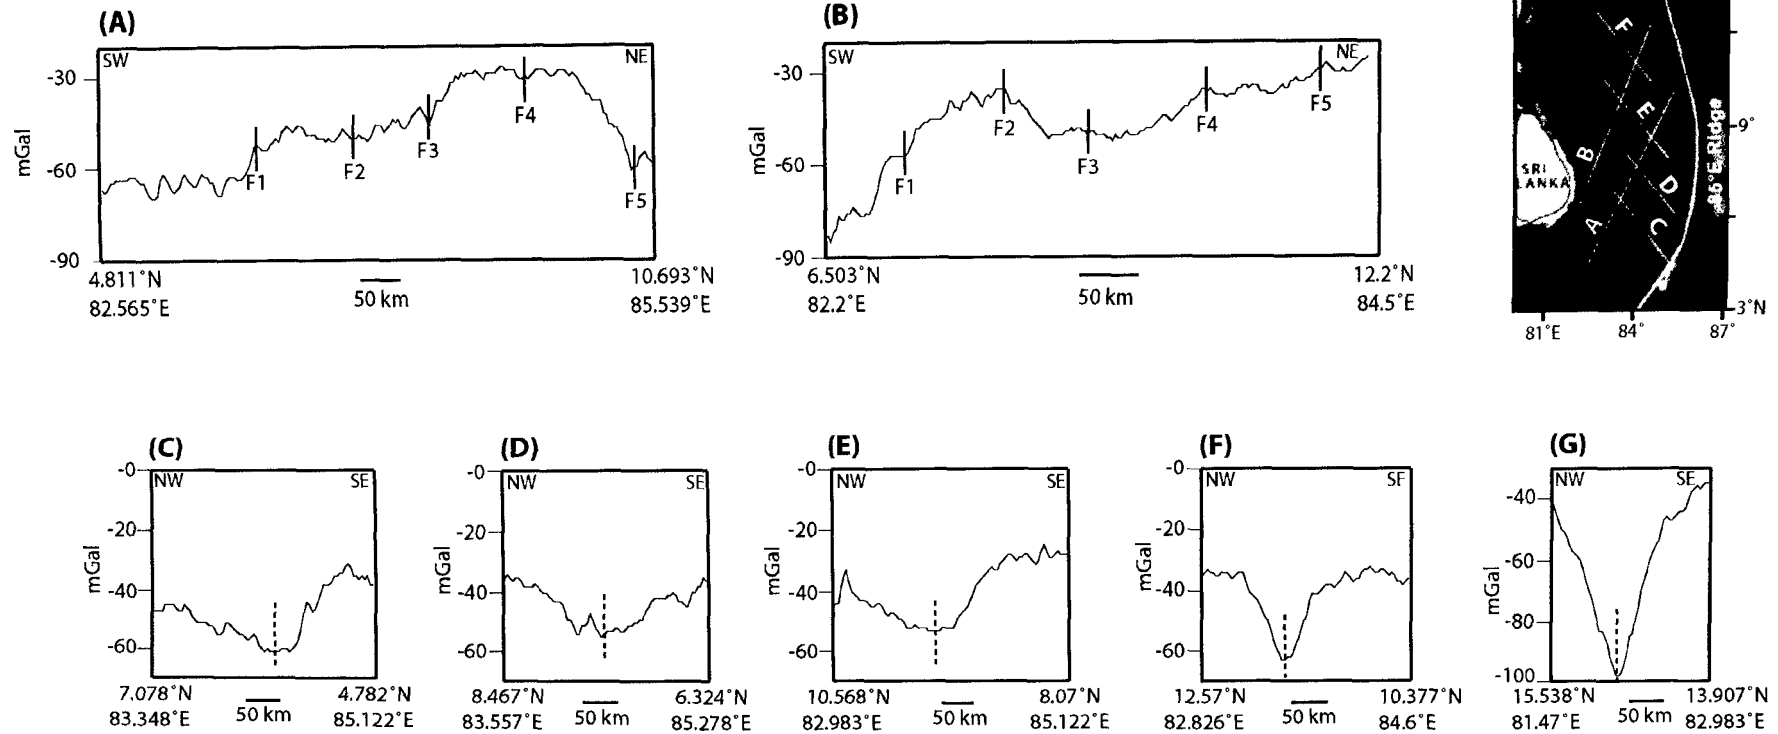 (A)
SW
NE
-30
-60
-90
mGal
F1
F2
F3
F4
F5
4.811˚N
82.565˚E
50 km
10.693˚N
85.539˚E
(B)
SW
NE
-30
-60
-90
mGal
F1
F2
F3
F4
F5
6.503˚N
82.2˚E
50 km
12.2˚N
84.5˚E
F
E
B
D
A
C
SRI
LANKA
85˚E Ridge
9˚
3˚N
81˚E
84˚
87˚
(C)
NW
SE
-0
-20
-40
-60
mGal
7.078˚N
83.348˚E
50 km
4.782˚N
85.122˚E
(D)
NW
SE
-0
-20
-40
-60
mGal
8.467˚N
83.557˚E
50 km
6.324˚N
85.278˚E
(E)
NW
SE
-0
-20
-40
-60
mGal
10.568˚N
82.983˚E
50 km
8.07˚N
85.122˚E
(F)
NW
SE
-0
-20
-40
-60
mGal
12.57˚N
82.826˚E
50 km
10.377˚N
84.6˚E
(G)
NW
SE
-40
-60
-80
-100
mGal
15.538˚N
81.47˚E
50 km
13.907˚N
82.983˚E